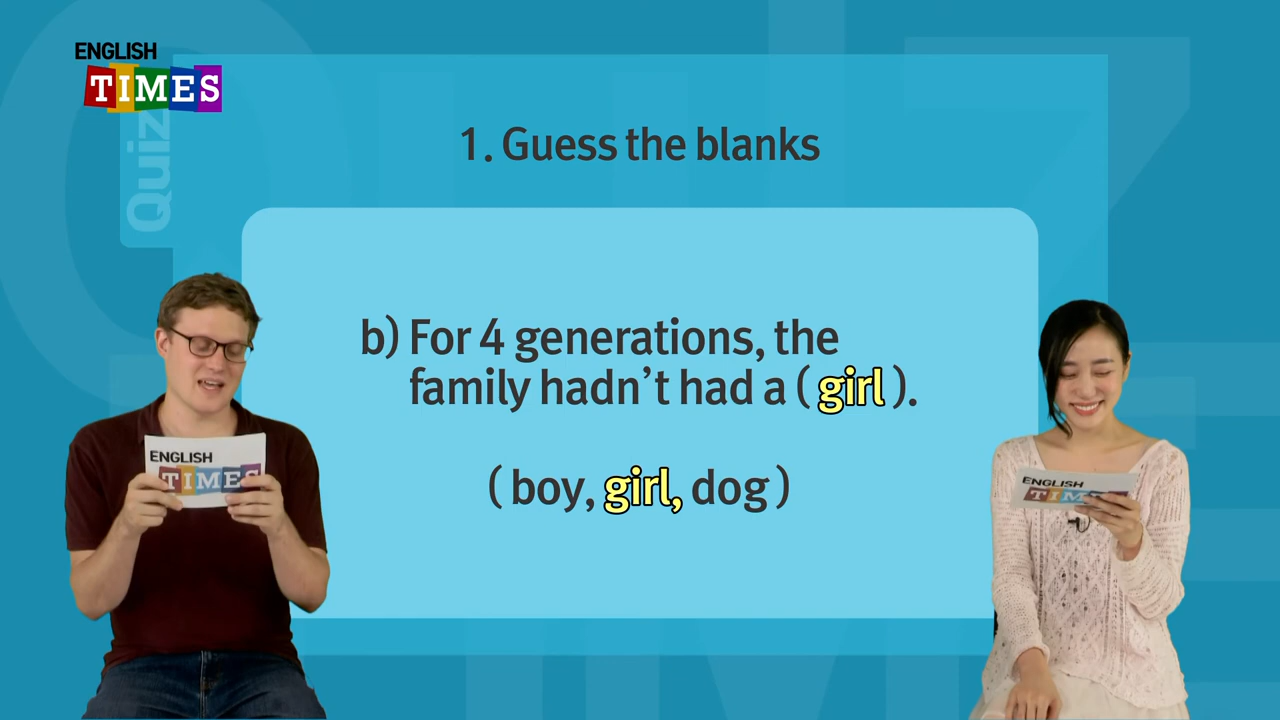 ENGLISH
TIMES
Quiz
1. Guess the blanks
b) For 4 generations, the
family hadn't had a ( girl ).
( boy, girl, dog )
ENGLISH
TIMES
ENGLISH
TIME